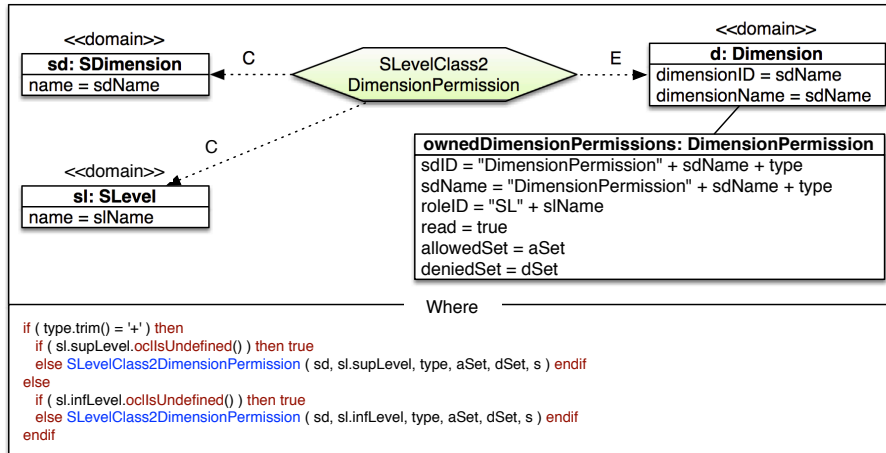 <<domain>>
sd: SDimension
name = sdName
C
SLevelClass2
DimensionPermission
E
<<domain>>
d: Dimension
dimensionID = sdName
dimensionName = sdName
C
<<domain>>
sl: SLevel
name = slName
ownedDimensionPermissions: DimensionPermission
sdID = "DimensionPermission" + sdName + type
sdName = "DimensionPermission" + sdName + type
roleID = "SL" + slName
read = true
allowedSet = aSet
deniedSet = dSet
Where
if ( type.trim() = '+' ) then
if ( sl.supLevel.oclIsUndefined() ) then true
else SLevelClass2DimensionPermission ( sd, sl.supLevel, type, aSet, dSet, s ) endif
else
if ( sl.infLevel.oclIsUndefined() ) then true
else SLevelClass2DimensionPermission ( sd, sl.infLevel, type, aSet, dSet, s ) endif
endif